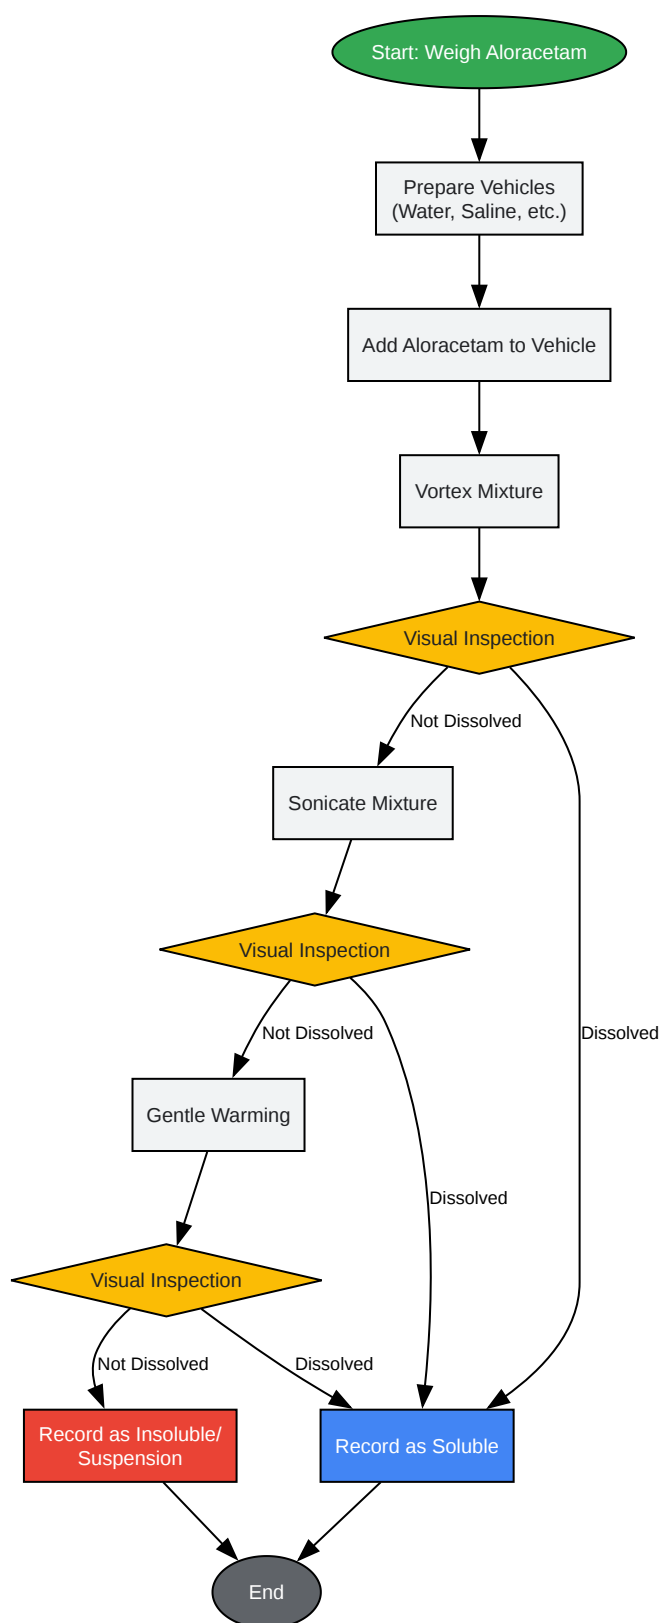 Start: Weigh Aloracetam
Prepare Vehicles
(Water, Saline, etc.)
Add Aloracetam to Vehicle
Vortex Mixture
Visual Inspection
Not Dissolved
Sonicate Mixture
Visual Inspection
Not Dissolved
Dissolved
Gentle Warming
Dissolved
Visual Inspection
Not Dissolved
Dissolved
Record as Insoluble/
Suspension
Record as Soluble
End